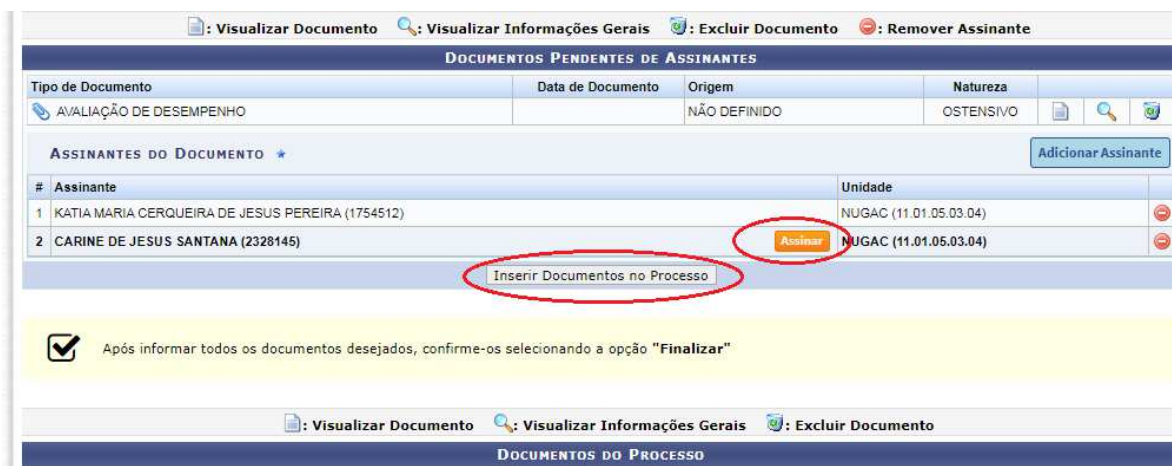 : Visualizar Documento : Visualizar Informações Gerais : Excluir Documento : Remover Assinante
DOCUMENTOS PENDENTES DE ASSINANTES
Tipo de Documento Data de Documento Origem Natureza
AVALIAÇÃO DE DESEMPENHO NÃO DEFINIDO OSTENSIVO
ASSINANTES DO DOCUMENTO Adicionar Assinante
# Assinante Unidade
1 KATIA MARIA CERQUEIRA DE JESUS PEREIRA (1754512) NUGAC (11.01.05.03.04)
2 CARINE DE JESUS SANTANA (2328145) Assinar NUGAC (11.01.05.03.04)
Inserir Documentos no Processo
Após informar todos os documentos desejados, confirme-os selecionando a opção "Finalizar"
: Visualizar Documento : Visualizar Informações Gerais : Excluir Documento
DOCUMENTOS DO PROCESSO